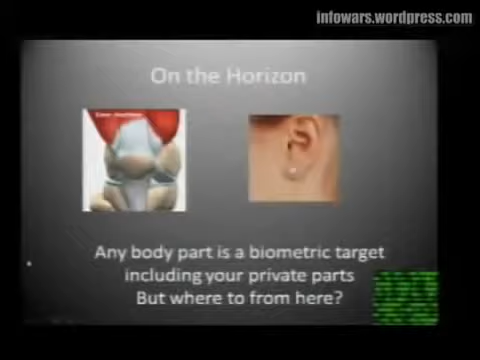 infowars.wordpress.com
On the Horizon
Any body part is a biometric target
including your private parts
But where to from here?